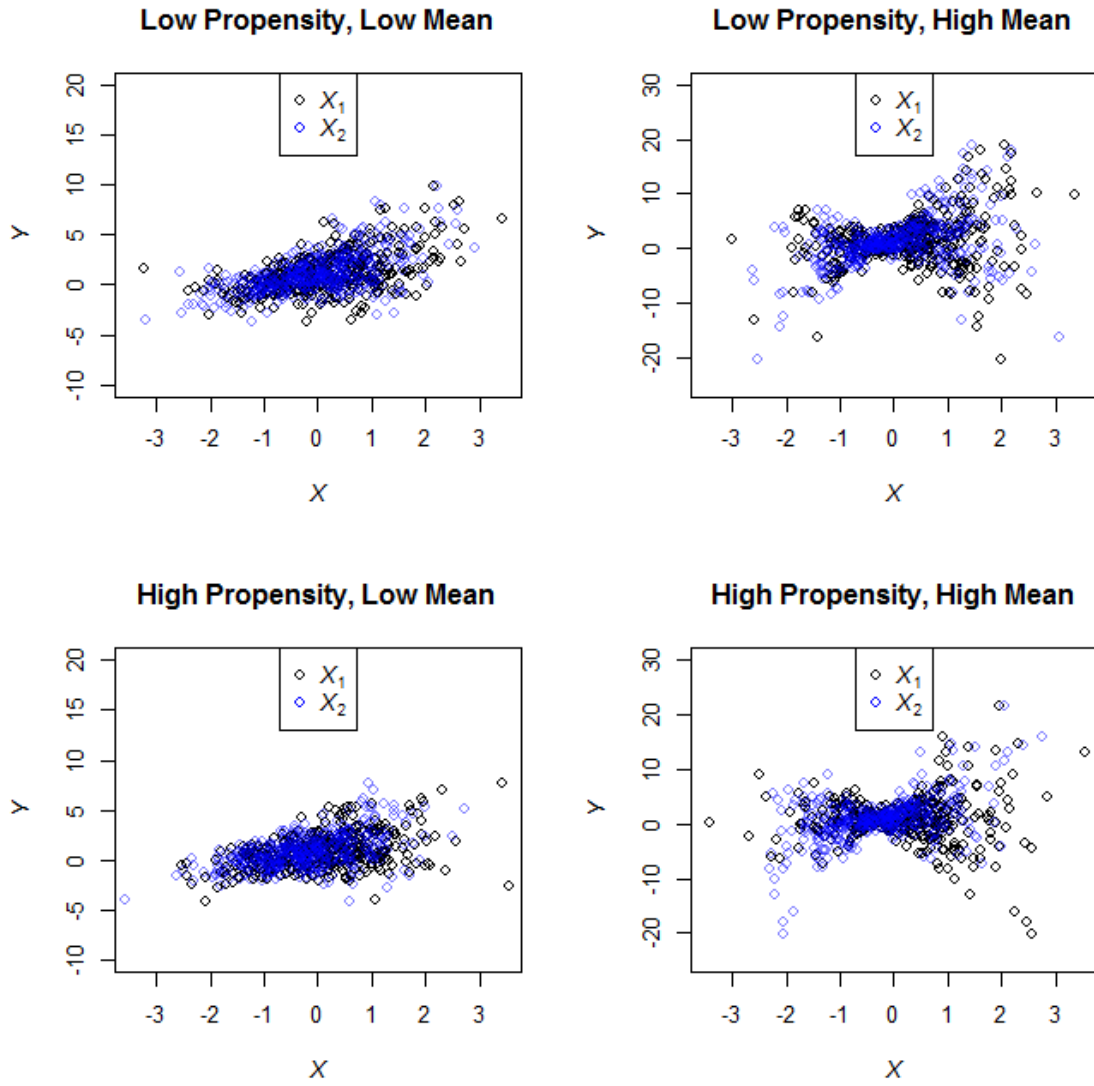 Low Propensity, Low Mean
X1
X2
20
15
10
5
0
-5
-10
Y
-3 -2 -1 0 1 2 3
X
Low Propensity, High Mean
X1
X2
30
20
10
0
-10
-20
Y
-3 -2 -1 0 1 2 3
X
High Propensity, Low Mean
X1
X2
20
15
10
5
0
-5
-10
Y
-3 -2 -1 0 1 2 3
X
High Propensity, High Mean
X1
X2
30
20
10
0
-10
-20
Y
-3 -2 -1 0 1 2 3
X